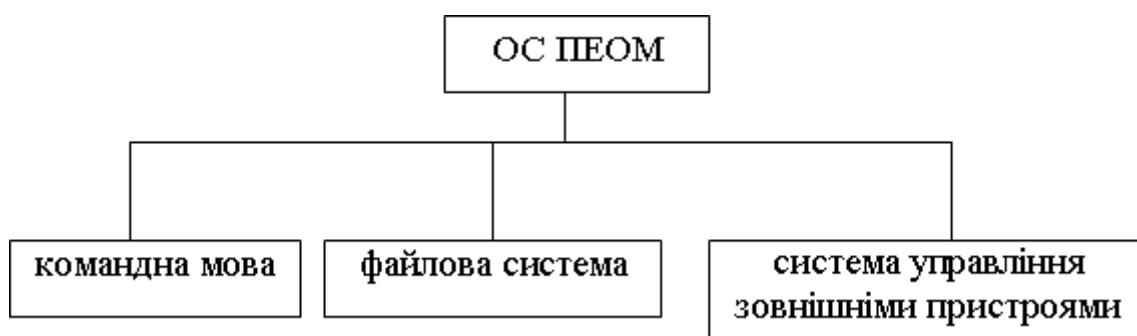 ОС ПЕОМ
командна мова
файлова система
система управління
зовнішніми пристроями